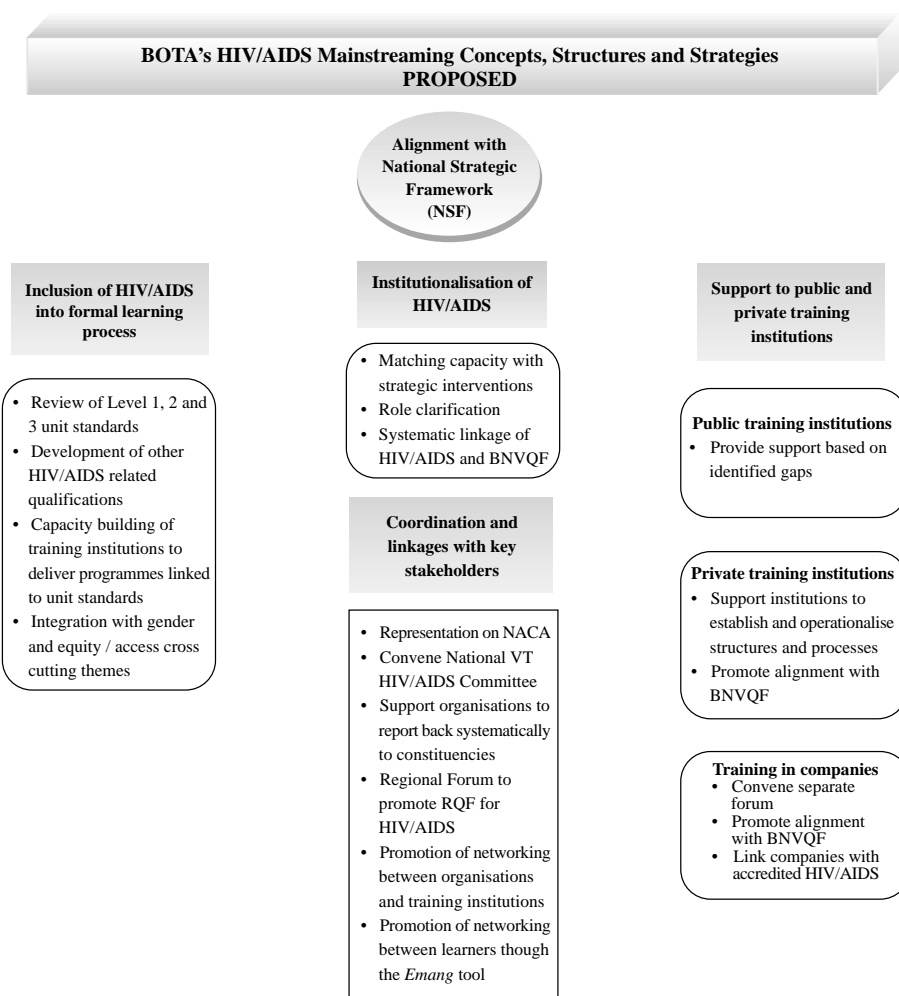 BOTA's HIV/AIDS Mainstreaming Concepts, Structures and Strategies
PROPOSED
Alignment with
National Strategic
Framework
(NSF)
Inclusion of HIV/AIDS
into formal learning
process
• Review of Level 1, 2 and
3 unit standards
• Development of other
HIV/AIDS related
qualifications
• Capacity building of
training institutions to
deliver programmes linked
to unit standards
• Integration with gender
and equity / access cross
cutting themes
Institutionalisation of
HIV/AIDS
• Matching capacity with
strategic interventions
• Role clarification
• Systematic linkage of
HIV/AIDS and BNVQF
Coordination and
linkages with key
stakeholders
• Representation on NACA
• Convene National VT
HIV/AIDS Committee
• Support organisations to
report back systematically
to constituencies
• Regional Forum to
promote RQF for
HIV/AIDS
• Promotion of networking
between organisations
and training institutions
• Promotion of networking
between learners though
the Emang tool
Support to public and
private training
institutions
Public training institutions
• Provide support based on
identified gaps
Private training institutions
• Support institutions to
establish and operationalise
structures and processes
• Promote alignment with
BNVQF
Training in companies
• Convene separate
forum
• Promote alignment
with BNVQF
• Link companies with
accredited HIV/AIDS